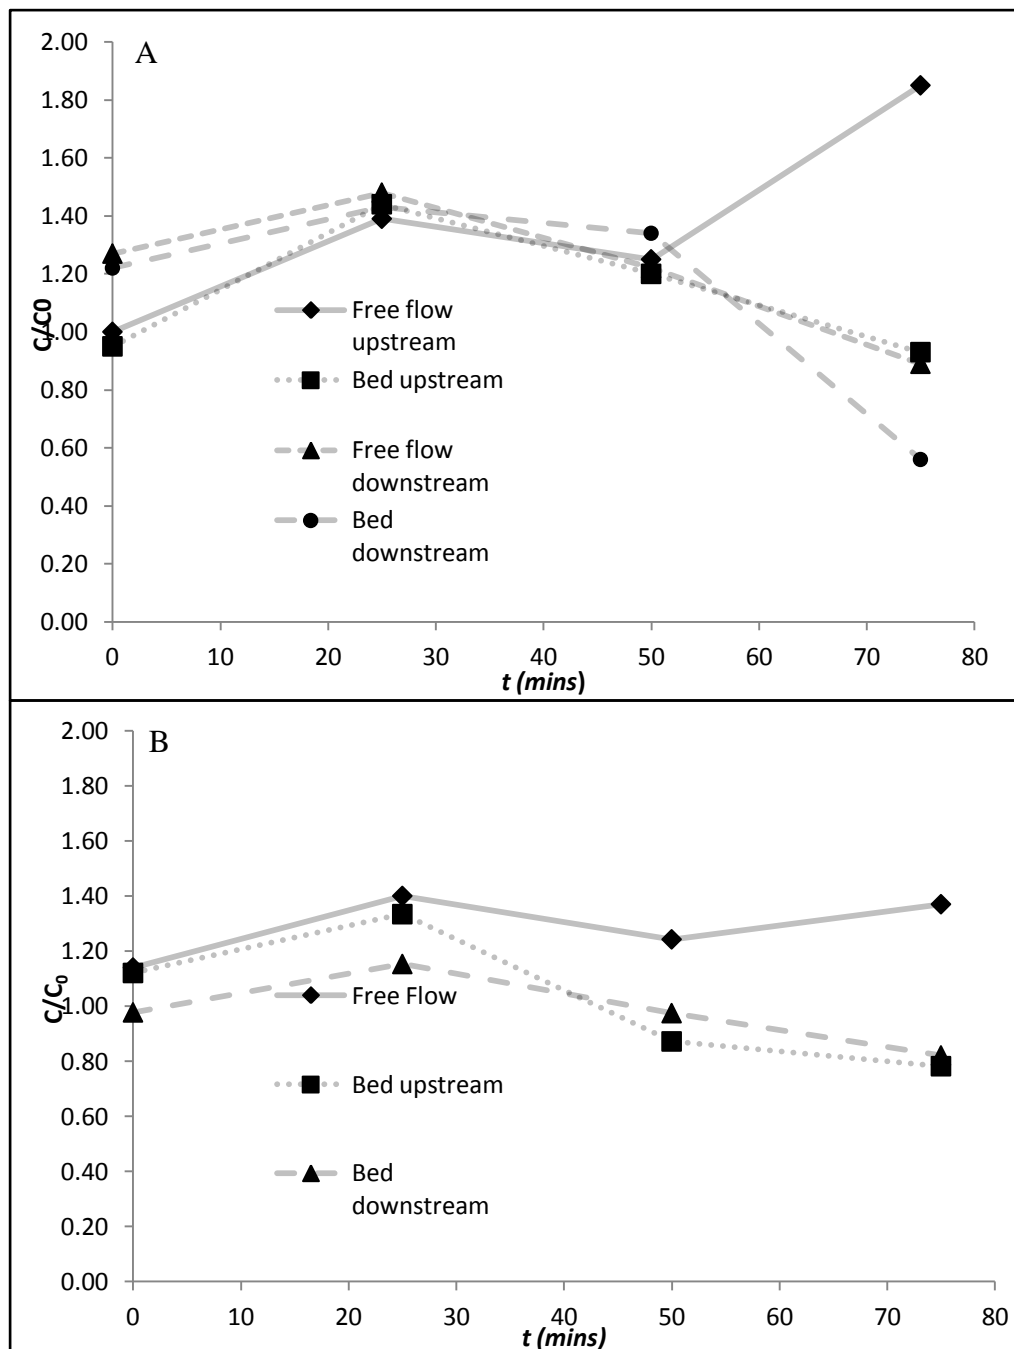 A
2.00
1.80
1.60
1.40
1.20
1.00
0.80
0.60
0.40
0.20
0.00
C/C0
Free flow
upstream
Bed upstream
Free flow
downstream
Bed
downstream
0 10 20 30 40 50 60 70 80
t (mins)
B
2.00
1.80
1.60
1.40
1.20
1.00
0.80
0.60
0.40
0.20
0.00
C/C₀
Free Flow
Bed upstream
Bed
downstream
0 10 20 30 40 50 60 70 80
t (mins)